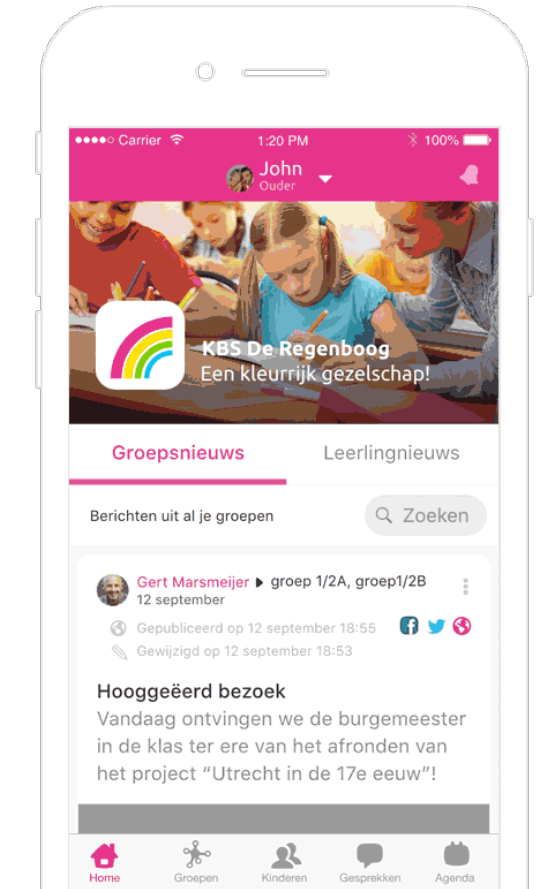 Carrier 1:20 PM 100%
John
Ouder
KBS De Regenboog
Een kleurrijk gezelschap!
Groepsnieuws Leerlingnieuws
Berichten uit al je groepen Zoeken
Gert Marsmeijer groep 1/2A, groep1/2B
12 september
Gepubliceerd op 12 september 18:55
Gewijzigd op 12 september 18:53
Hooggeëerd bezoek
Vandaag ontvingen we de burgemeester
in de klas ter ere van het afronden van
het project “Utrecht in de 17e eeuw”!
Home Groepen Kinderen Gesprekken Agenda